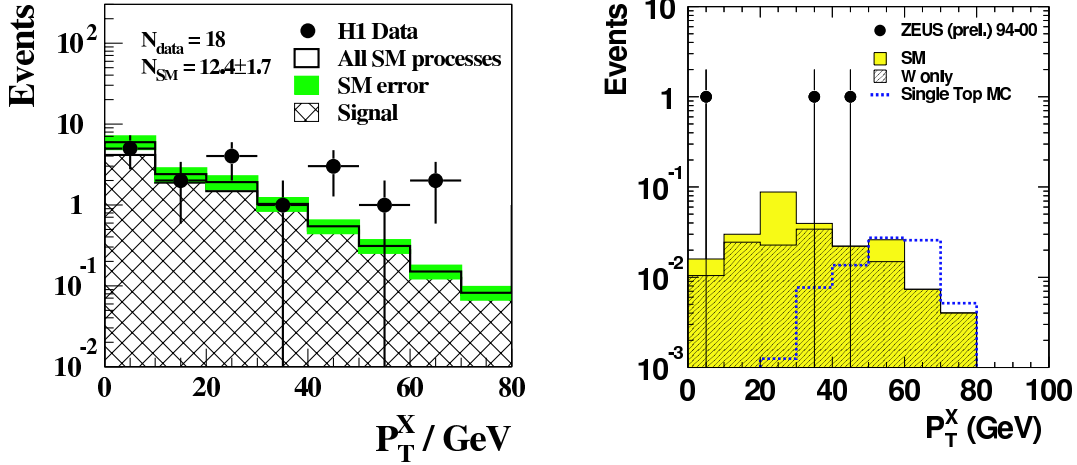 Events
10²
10
1
10⁻¹
10⁻²
N_data = 18
N_SM = 12.4±1.7
H1 Data
All SM processes
SM error
Signal
0 20 40 60 80
P_T^X / GeV
Events
10
1
10⁻¹
10⁻²
10⁻³
ZEUS (prel.) 94-00
SM
W only
Single Top MC
0 20 40 60 80 100
P_T^X (GeV)